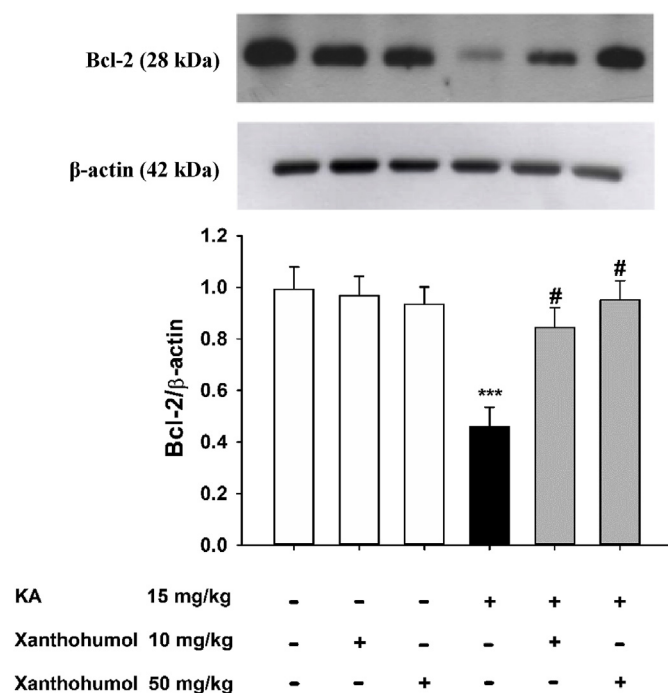 Bcl-2 (28 kDa)
β-actin (42 kDa)
Bcl-2/β-actin
1.2
1.0
0.8
0.6
0.4
0.2
0.0
***
#
#
KA 15 mg/kg - - - + + +
Xanthohumol 10 mg/kg - + - - + -
Xanthohumol 50 mg/kg - - + - - +